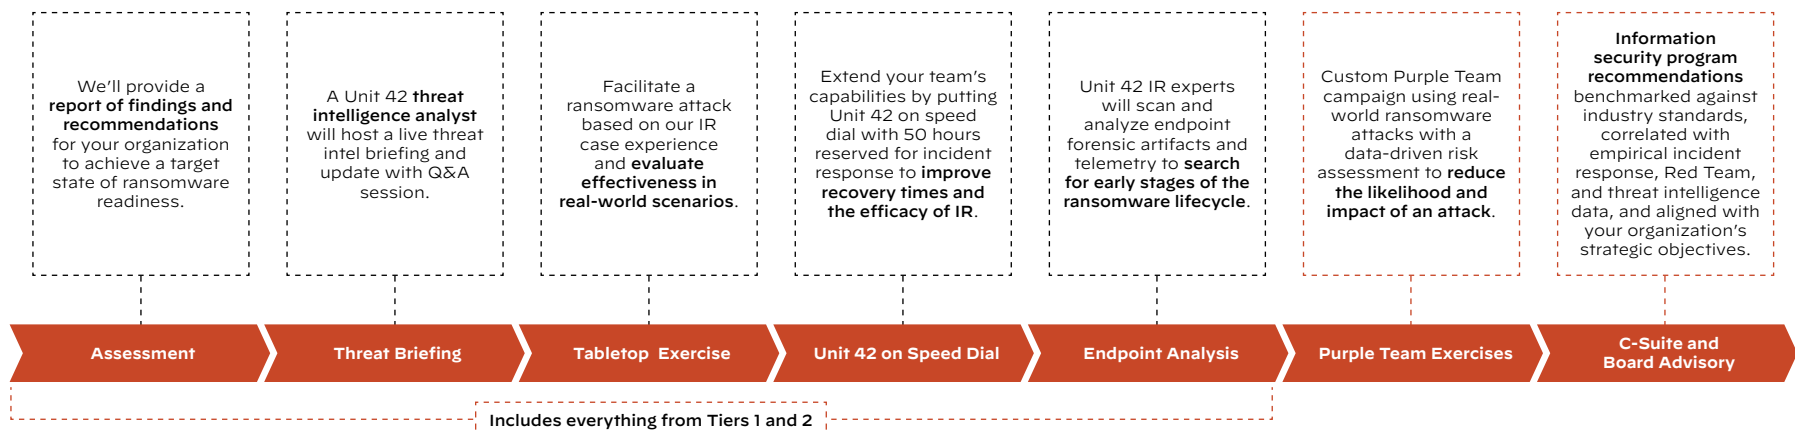 We'll provide a
report of findings and
recommendations
for your organization
to achieve a target
state of ransomware
readiness.
A Unit 42 threat
intelligence analyst
will host a live threat
intel briefing and
update with Q&A
session.
Facilitate a
ransomware attack
based on our IR
case experience
and evaluate
effectiveness in
real-world scenarios.
Extend your team's
capabilities by putting
Unit 42 on speed
dial with 50 hours
reserved for incident
response to improve
recovery times and
the efficacy of IR.
Unit 42 IR experts
will scan and
analyze endpoint
forensic artifacts and
telemetry to search
for early stages of the
ransomware lifecycle.
Custom Purple Team
campaign using real-
world ransomware
attacks with a
data-driven risk
assessment to reduce
the likelihood and
impact of an attack.
Information
security program
recommendations
benchmarked against
industry standards,
correlated with
empirical incident
response, Red Team,
and threat intelligence
data, and aligned with
your organization's
strategic objectives.
Assessment
Threat Briefing
Tabletop Exercise
Unit 42 on Speed Dial
Endpoint Analysis
Purple Team Exercises
C-Suite and
Board Advisory
Includes everything from Tiers 1 and 2